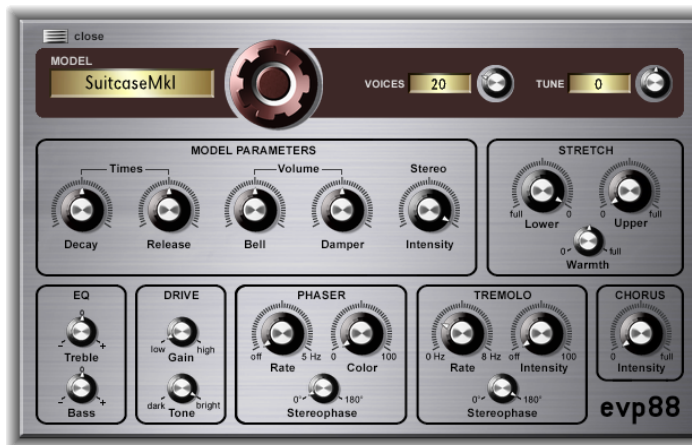 close
MODEL
SuitcaseMkI
VOICES 20
TUNE 0
MODEL PARAMETERS
Times
Volume
Stereo
Decay
Release
Bell
Damper
Intensity
STRETCH
full 0
Lower
0 full
Upper
0 full
Warmth
EQ
0
- +
Treble
0
- +
Bass
DRIVE
low high
Gain
dark bright
Tone
PHASER
off 5 Hz
Rate
0 100
Color
0° 180°
Stereophase
TREMOLO
0 Hz 8 Hz
Rate
off 100
Intensity
0° 180°
Stereophase
CHORUS
0 full
Intensity
evp88